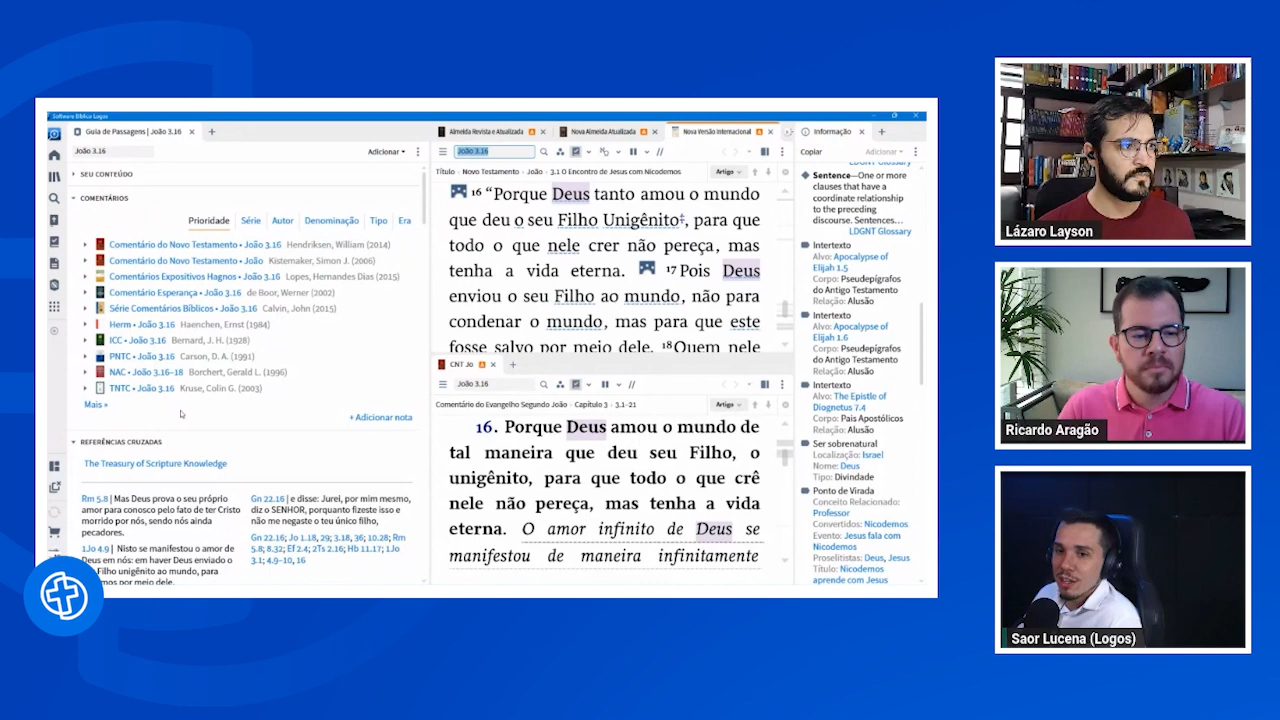 Software Bíblico Logos
Guia de Passagens | João 3.16
João 3.16
Adicionar
SEU CONTEÚDO
COMENTÁRIOS
Prioridade Série Autor Denominação Tipo Era
Comentário do Novo Testamento • João 3.16 Hendriksen, William (2014)
Comentário do Novo Testamento • João Kistemaker, Simon J. (2006)
Comentários Expositivos Hagnos • João 3.16 Lopes, Hernandes Dias (2015)
Comentário Esperança • João 3.16 de Boor, Werner (2002)
Série Comentários Bíblicos • João 3.16 Calvin, John (2015)
Herm • João 3.16 Haenchen, Ernst (1984)
ICC • João 3.16 Bernard, J. H. (1928)
PNTC • João 3.16 Carson, D. A. (1991)
NAC • João 3.16–18 Borchert, Gerald L. (1996)
TNTC • João 3.16 Kruse, Colin G. (2003)
Mais »
+ Adicionar nota
REFERÊNCIAS CRUZADAS
The Treasury of Scripture Knowledge
Rm 5.8 | Mas Deus prova o seu próprio
amor para conosco pelo fato de ter Cristo
morrido por nós, sendo nós ainda
pecadores.
1Jo 4.9 | Nisto se manifestou o amor de
Deus em nós: em haver Deus enviado o
Filho unigênito ao mundo, para
mos por meio dele.
Gn 22.16 | e disse: Jurei, por mim mesmo,
diz o SENHOR, porquanto fizeste isso e
não me negaste o teu único filho,
Gn 22.16; Jo 1.18, 29; 3.18, 36; 10.28; Rm
5.8; 8.32; Ef 2.4; 2Ts 2.16; Hb 11.17; 1Jo
3.1; 4.9–10, 16
Almeida Revista e Atualizada A
Nova Almeida Atualizada A
Nova Versão Internacional A
João 3.16
Título • Novo Testamento • João • 3.1 O Encontro de Jesus com Nicodemos
Artigo
16 “Porque Deus tanto amou o mundo
que deu o seu Filho Unigênito‡, para que
todo o que nele crer não pereça, mas
tenha a vida eterna. 17 Pois Deus
enviou o seu Filho ao mundo, não para
condenar o mundo, mas para que este
fosse salvo por meio dele. 18 Quem nele
CNT Jo A
João 3.16
Comentário do Evangelho Segundo João • Capítulo 3 • 3.1–21
Artigo
16. Porque Deus amou o mundo de
tal maneira que deu seu Filho, o
unigênito, para que todo o que crê
nele não pereça, mas tenha a vida
eterna. O amor infinito de Deus se
manifestou de maneira infinitamente
Informação
Copiar
Adicionar
LDGNT Glossary
Sentence—One or more
clauses that have a
coordinate relationship
to the preceding
discourse. Sentences…
LDGNT Glossary
Intertexto
Alvo: Apocalypse of
Elijah 1.5
Corpo: Pseudepígrafos
do Antigo Testamento
Relação: Alusão
Intertexto
Alvo: Apocalypse of
Elijah 1.6
Corpo: Pseudepígrafos
do Antigo Testamento
Relação: Alusão
Intertexto
Alvo: The Epistle of
Diognetus 7.4
Corpo: Pais Apostólicos
Relação: Alusão
Ser sobrenatural
Localização: Israel
Nome: Deus
Tipo: Divindade
Ponto de Virada
Conceito Relacionado:
Professor
Convertidos: Nicodemos
Evento: Jesus fala com
Nicodemos
Proselitistas: Deus, Jesus
Título: Nicodemos
aprende com Jesus
Lázaro Layson
Ricardo Aragão
Saor Lucena (Logos)